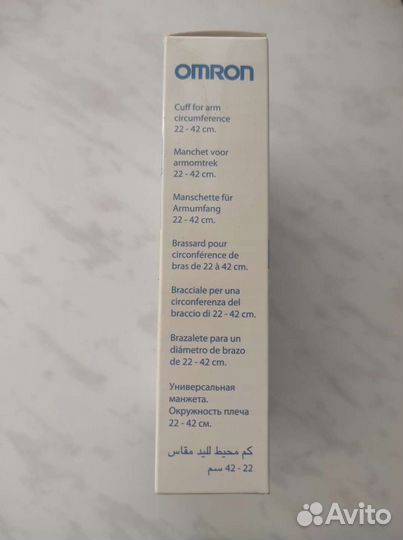 OMRON
Cuff for arm
circumference
22 - 42 cm.
Manchet voor
armomtrek
22 - 42 cm.
Manschette für
Armumfang
22 - 42 cm.
Brassard pour
circonférence de
bras de 22 à 42 cm.
Bracciale per una
circonferenza del
braccio di 22 - 42 cm.
Brazalete para un
diámetro de brazo
de 22 - 42 cm.
Универсальная
манжета.
Окружность плеча
22 - 42 см.
كم محيط لليد مقاس
22 - 42 سم
Avito